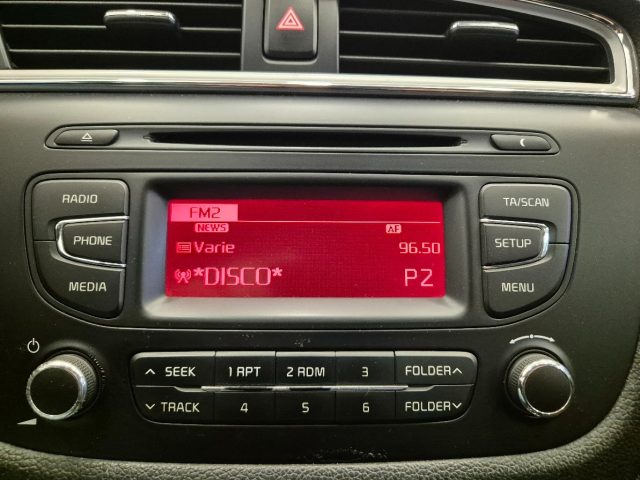 RADIO
PHONE
MEDIA
FM2
NEWS AF
Varie 96.50
*DISCO* P2
TA/SCAN
SETUP
MENU
SEEK 1 RPT 2 RDM 3 FOLDER
TRACK 4 5 6 FOLDER